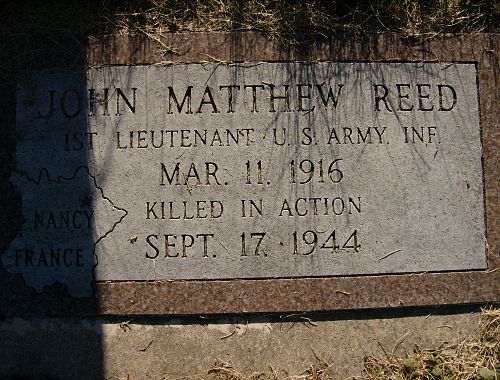 JOHN MATTHEW REED
1ST LIEUTENANT U. S. ARMY. INF.
MAR. 11. 1916
KILLED IN ACTION
SEPT. 17. 1944
NANCY
FRANCE